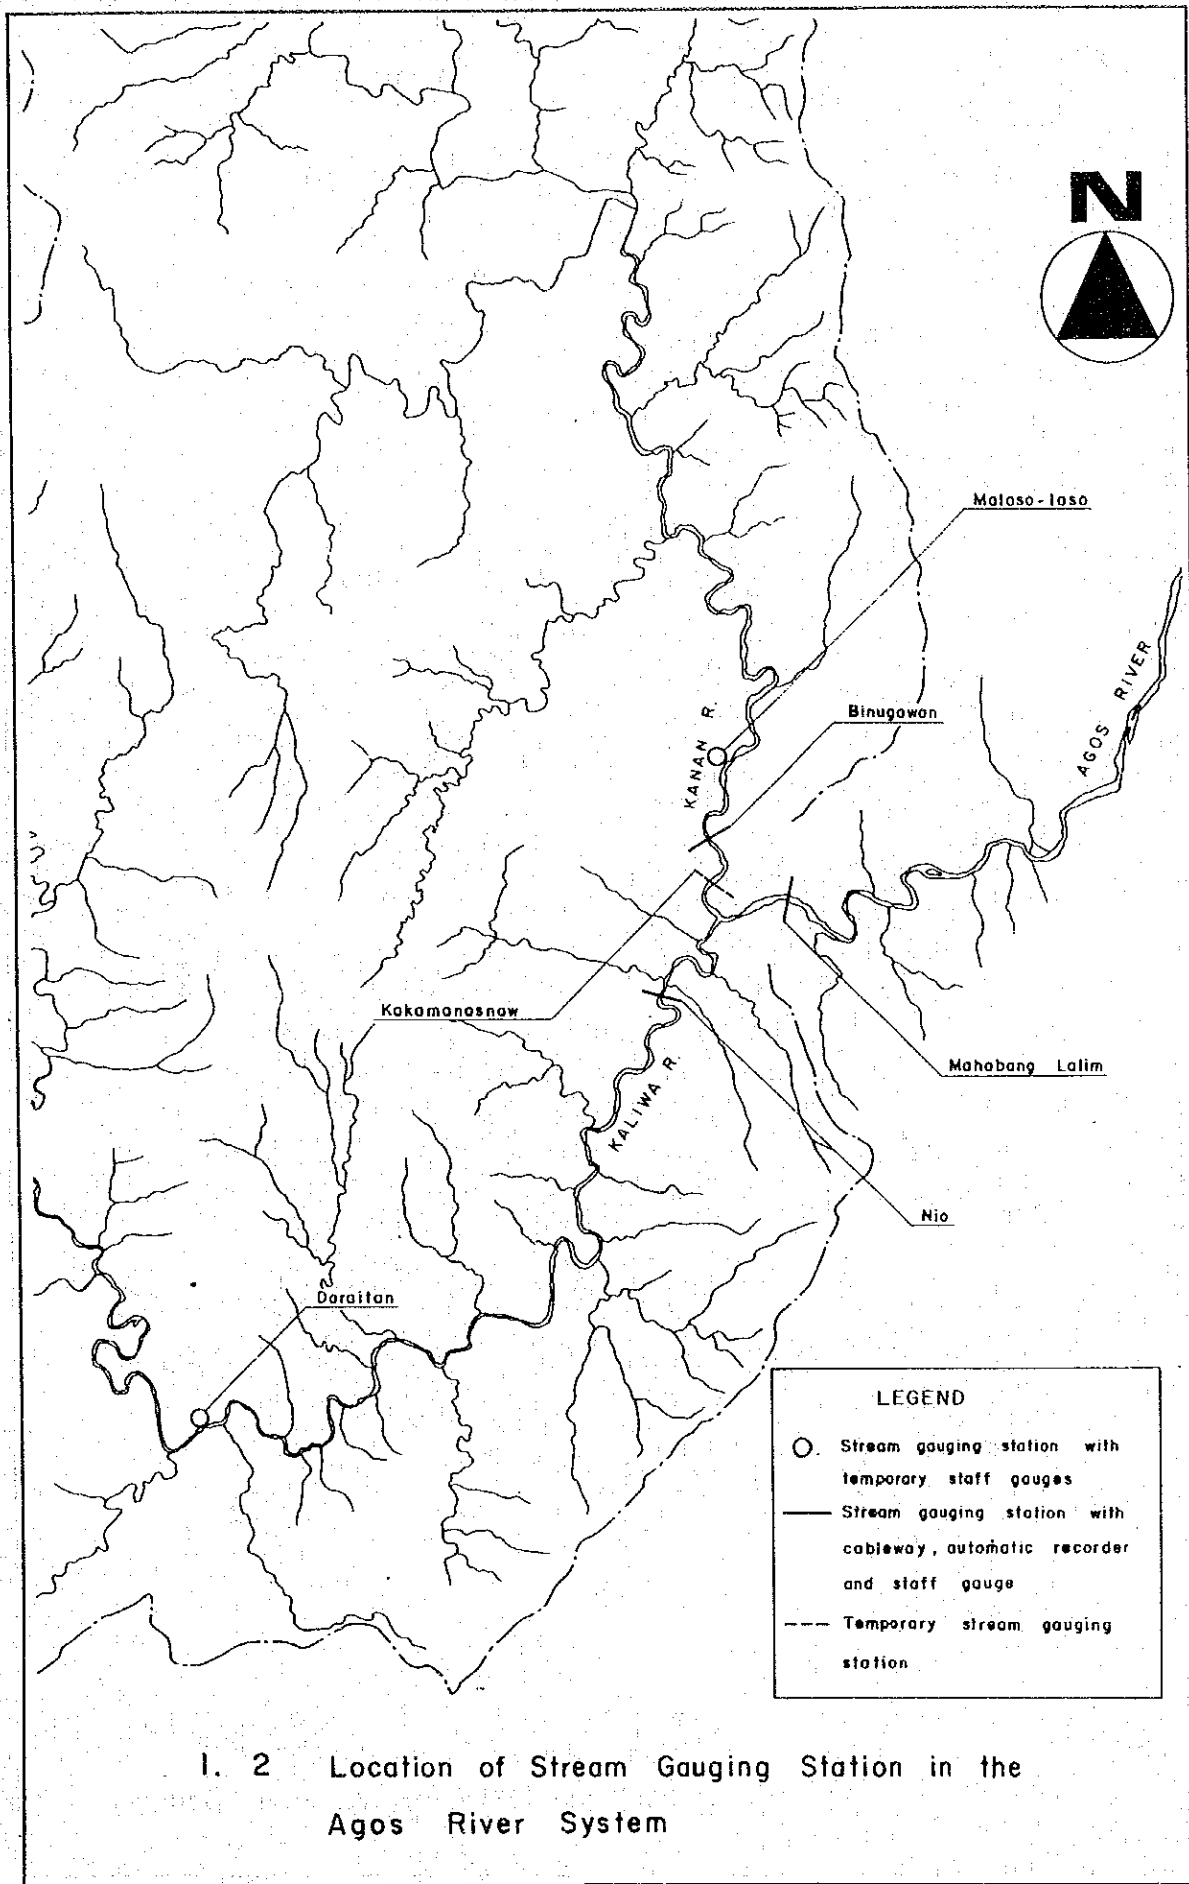 N
Malaso-laso
AGOS RIVER
Binugawan
KANAN R.
Kakamanasnaw
Mahabang Lalim
KALIWA R.
Nio
Daraitan
LEGEND
Stream gauging station with
temporary staff gauges
Stream gauging station with
cableway, automatic recorder
and staff gauge
Temporary stream gauging
station
1. 2 Location of Stream Gauging Station in the
Agos River System